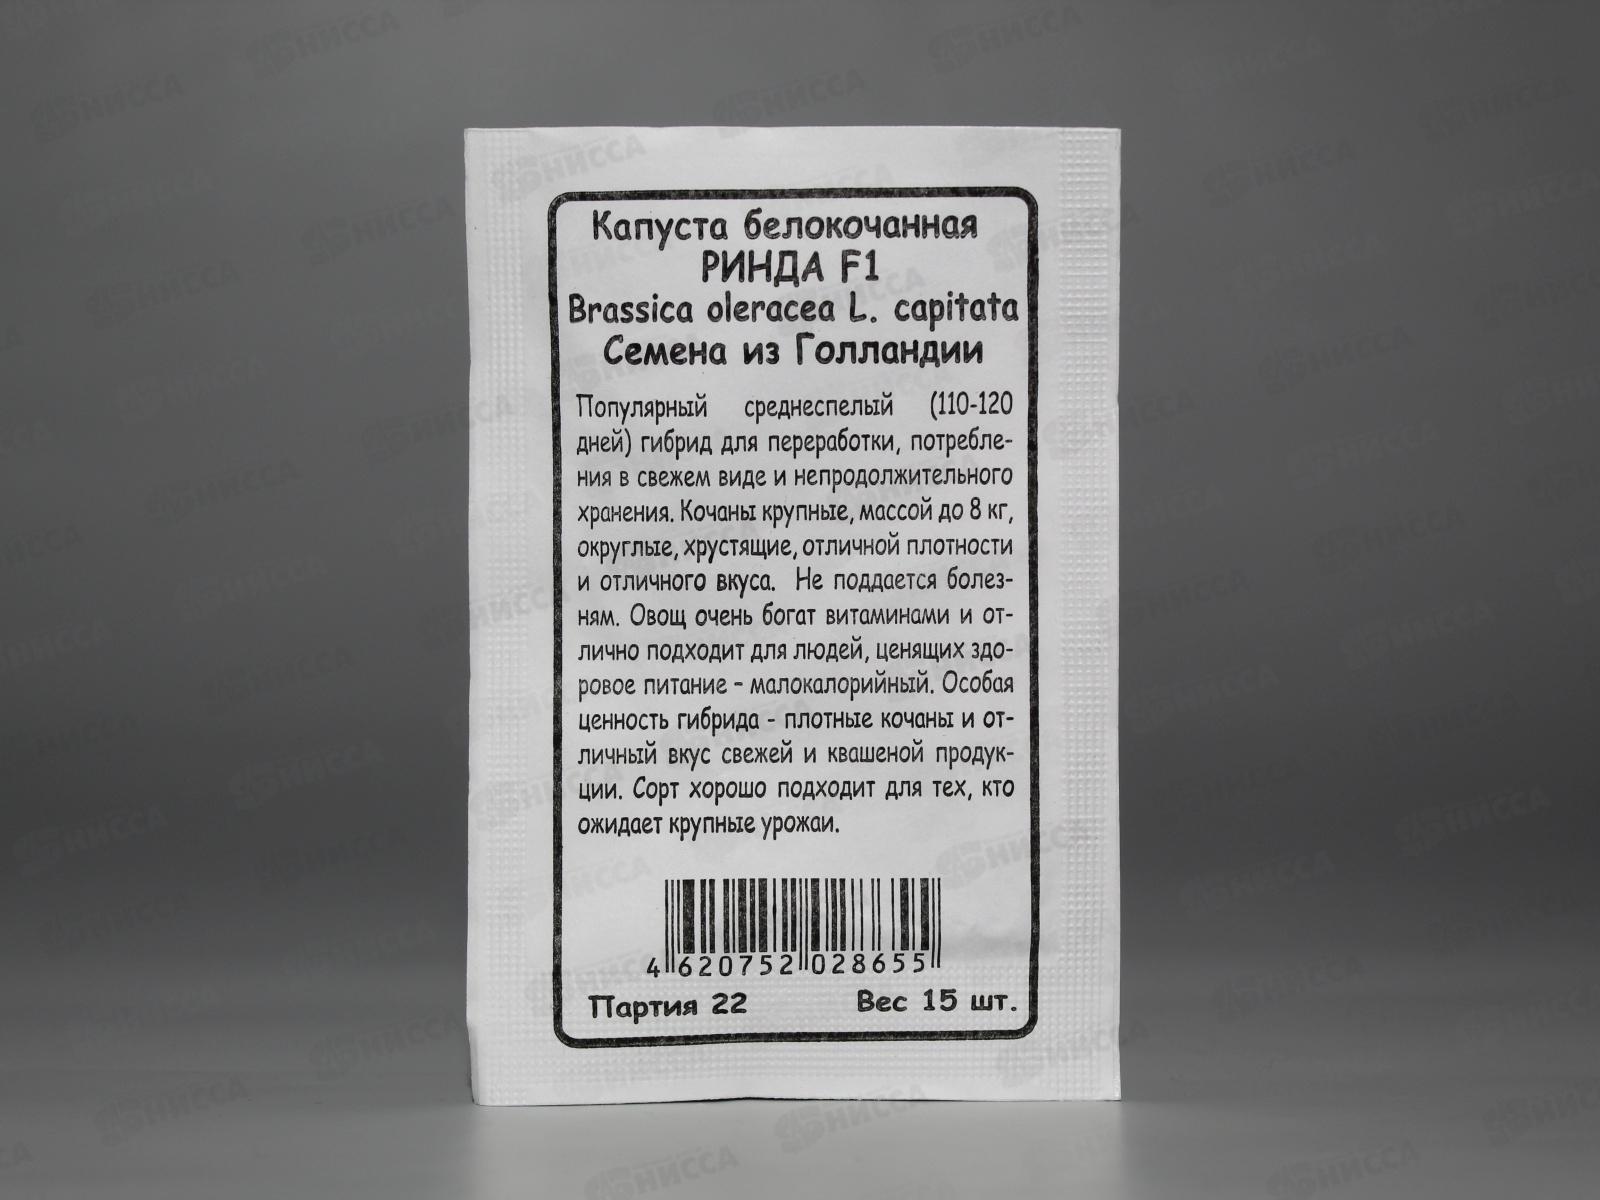 Капуста белокочанная
РИНДА F1
Brassica oleracea L. capitata
Семена из Голландии
Популярный среднеспелый (110-120
дней) гибрид для переработки, потребле-
ния в свежем виде и непродолжительного
хранения. Кочаны крупные, массой до 8 кг,
округлые, хрустящие, отличной плотности
и отличного вкуса. Не поддается болез-
ням. Овощ очень богат витаминами и от-
лично подходит для людей, ценящих здо-
ровое питание - малокалорийный. Особая
ценность гибрида - плотные кочаны и от-
личный вкус свежей и квашеной продук-
ции. Сорт хорошо подходит для тех, кто
ожидает крупные урожаи.
4 620752 028655
Партия 22 Вес 15 шт.